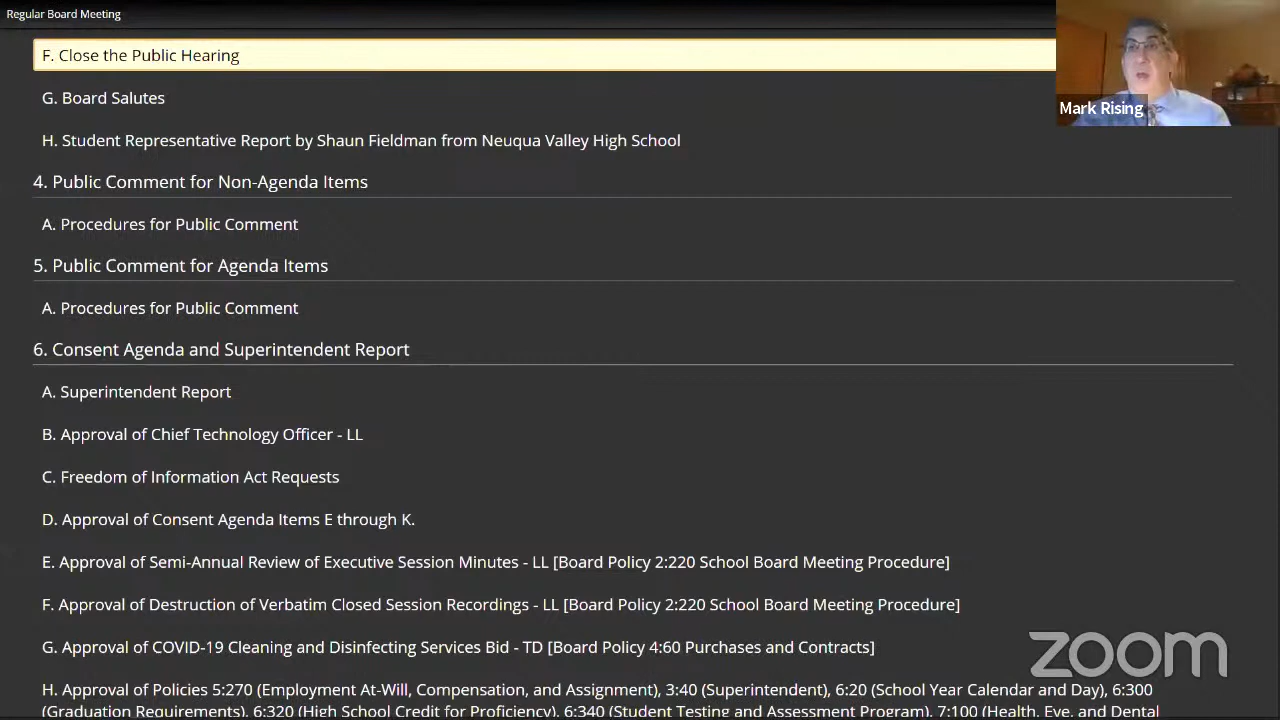 Regular Board Meeting
F. Close the Public Hearing
G. Board Salutes
Mark Rising
H. Student Representative Report by Shaun Fieldman from Neuqua Valley High School
4. Public Comment for Non-Agenda Items
A. Procedures for Public Comment
5. Public Comment for Agenda Items
A. Procedures for Public Comment
6. Consent Agenda and Superintendent Report
A. Superintendent Report
B. Approval of Chief Technology Officer - LL
C. Freedom of Information Act Requests
D. Approval of Consent Agenda Items E through K.
E. Approval of Semi-Annual Review of Executive Session Minutes - LL [Board Policy 2:220 School Board Meeting Procedure]
F. Approval of Destruction of Verbatim Closed Session Recordings - LL [Board Policy 2:220 School Board Meeting Procedure]
G. Approval of COVID-19 Cleaning and Disinfecting Services Bid - TD [Board Policy 4:60 Purchases and Contracts]
zoom
H. Approval of Policies 5:270 (Employment At-Will, Compensation, and Assignment), 3:40 (Superintendent), 6:20 (School Year Calendar and Day), 6:300
(Graduation Requirements), 6:320 (High School Credit for Proficiency), 6:340 (Student Testing and Assessment Program), 7:100 (Health, Eye, and Dental